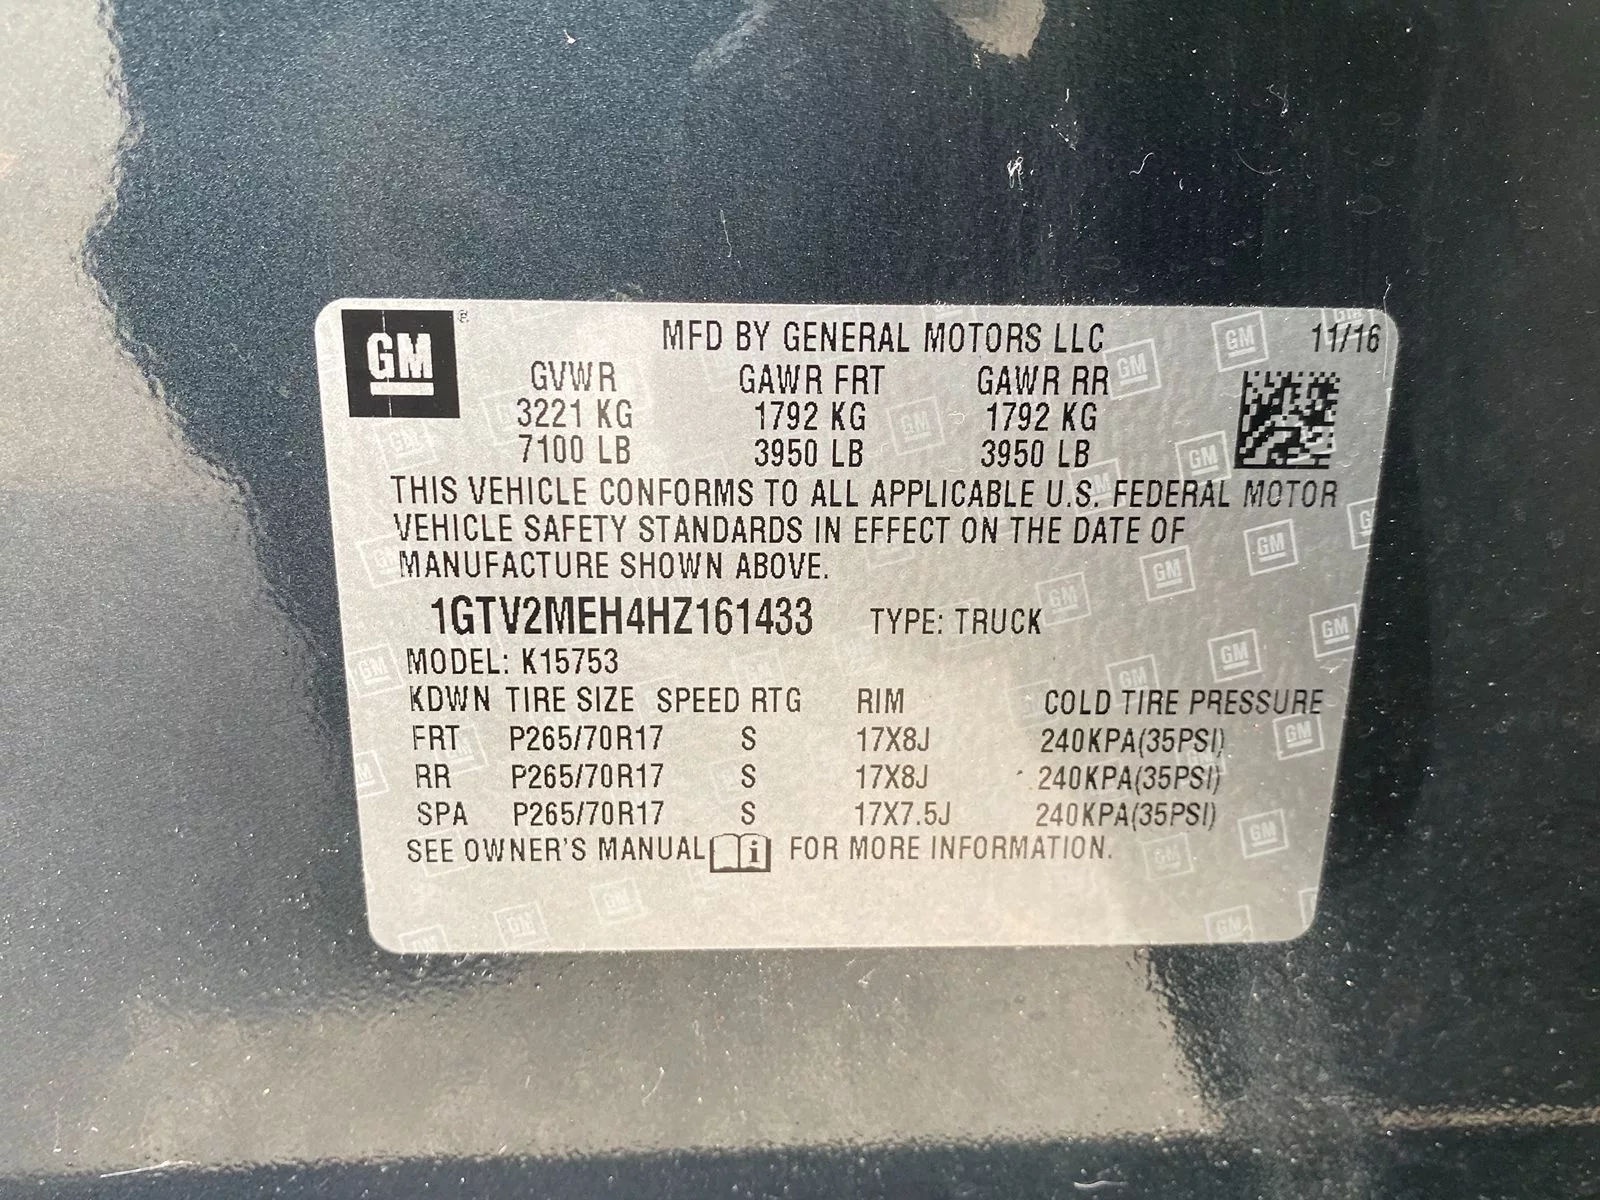 GM ® MFD BY GENERAL MOTORS LLC 11/16
GVWR GAWR FRT GAWR RR
3221 KG 1792 KG 1792 KG
7100 LB 3950 LB 3950 LB
THIS VEHICLE CONFORMS TO ALL APPLICABLE U.S. FEDERAL MOTOR
VEHICLE SAFETY STANDARDS IN EFFECT ON THE DATE OF
MANUFACTURE SHOWN ABOVE.
1GTV2MEH4HZ161433 TYPE: TRUCK
MODEL: K15753
KDWN TIRE SIZE SPEED RTG RIM COLD TIRE PRESSURE
FRT P265/70R17 S 17X8J 240KPA(35PSI)
RR P265/70R17 S 17X8J 240KPA(35PSI)
SPA P265/70R17 S 17X7.5J 240KPA(35PSI)
SEE OWNER'S MANUAL i FOR MORE INFORMATION.